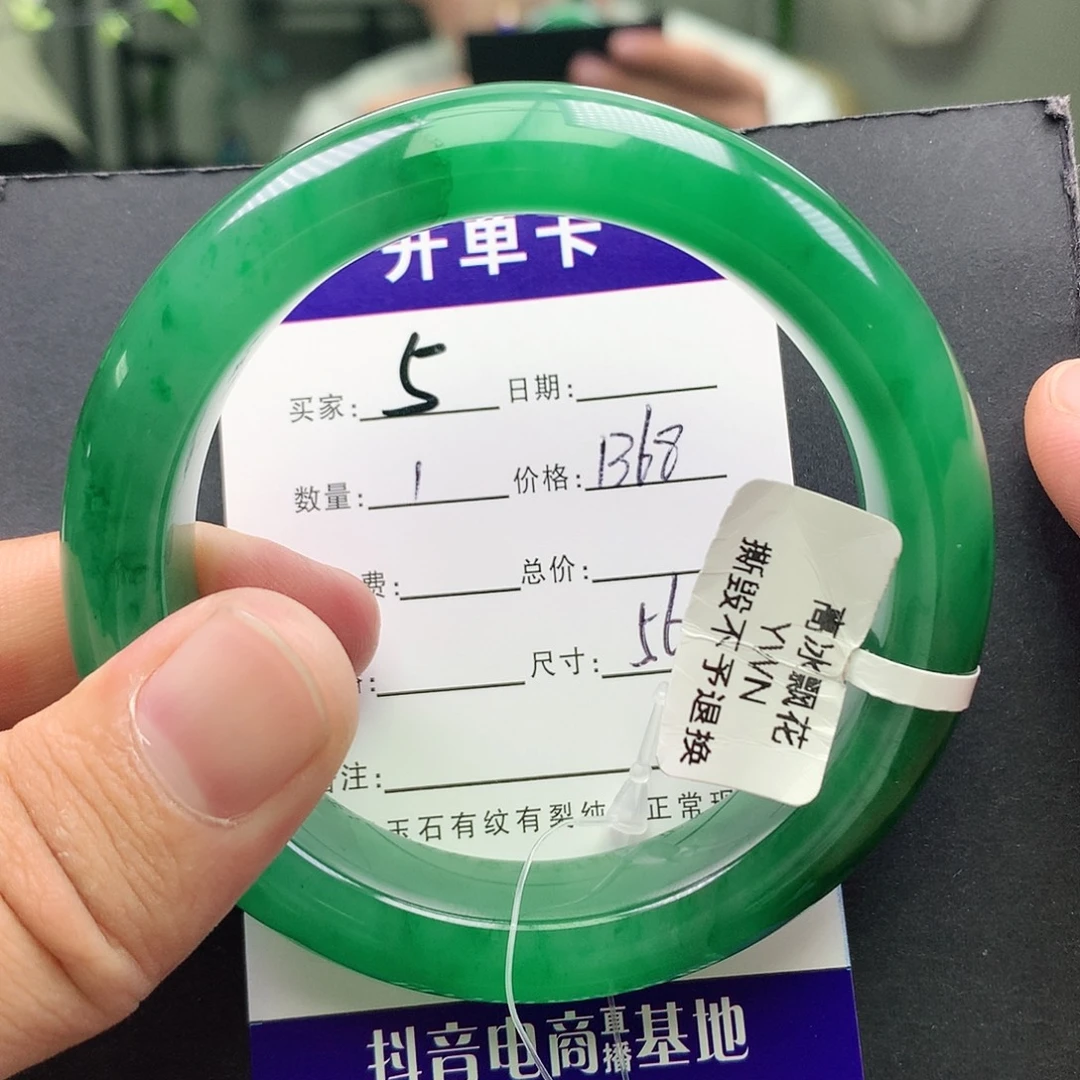 开单卡
买家: 5 日期:
数量: 1 价格: 1368
费: 总价:
尺寸: 56
注:
玉石有纹有裂纯 正常现
高冰飘花
YWN
撕毁不予退换
抖音电商直播基地